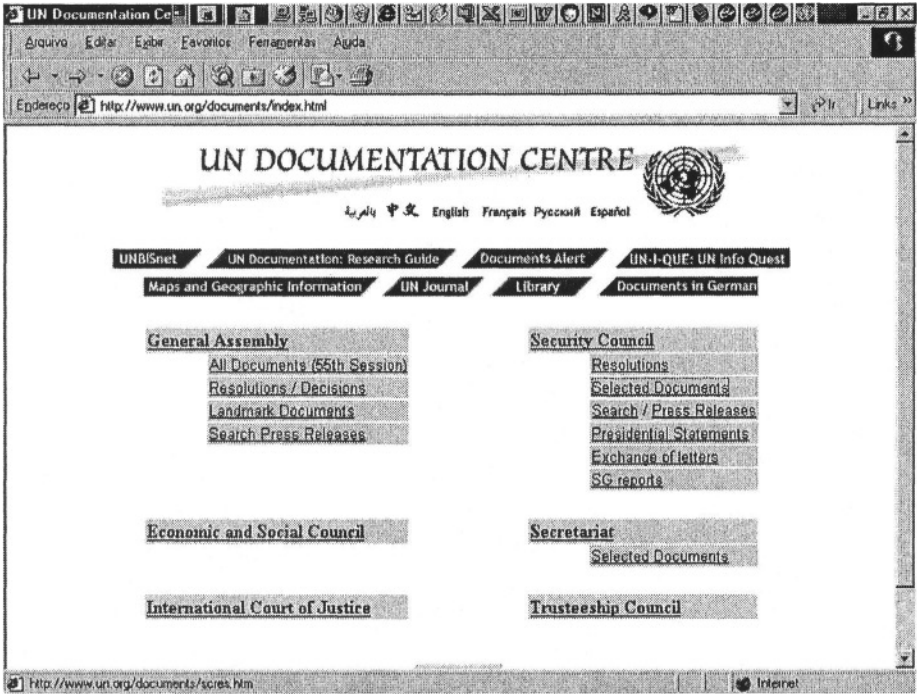 UN Documentation Ce
Arquivo Editar Exibir Favoritos Ferramentas Ajuda
Endereço http://www.un.org/documents/index.html Ir Links »
UN DOCUMENTATION CENTRE
بالعربية 中文 English Français Русский Español
UNBISnet UN Documentation: Research Guide Documents Alert UN-I-QUE: UN Info Quest
Maps and Geographic Information UN Journal Library Documents in German
General Assembly
All Documents (55th Session)
Resolutions / Decisions
Landmark Documents
Search Press Releases
Security Council
Resolutions
Selected Documents
Search / Press Releases
Presidential Statements
Exchange of letters
SG reports
Economic and Social Council
Secretariat
Selected Documents
International Court of Justice
Trusteeship Council
http://www.un.org/documents/scres.htm Internet